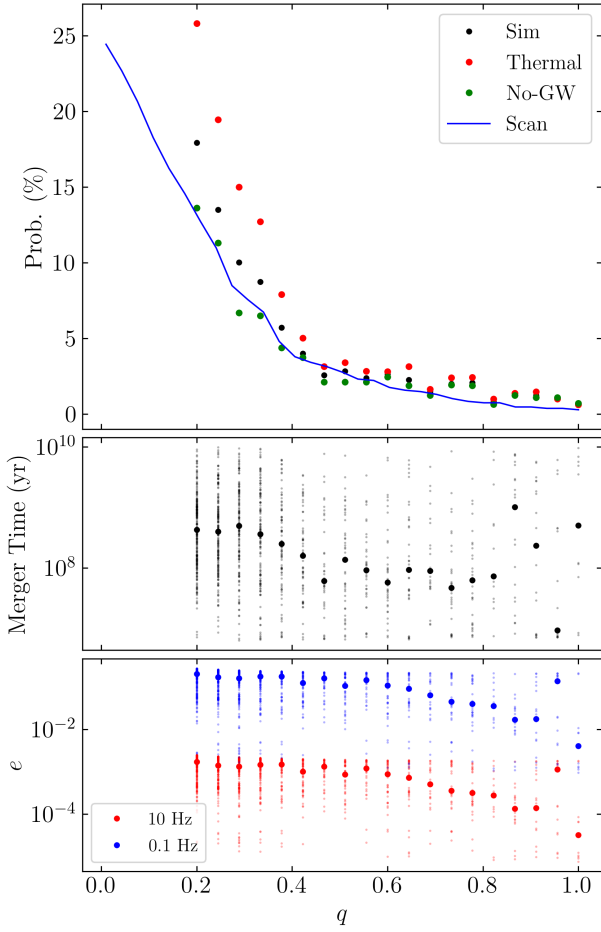 25
20
15
10
5
0
Prob. (%)
Sim
Thermal
No-GW
Scan
10^10
10^8
Merger Time (yr)
10^−2
10^−4
e
10 Hz
0.1 Hz
0.0 0.2 0.4 0.6 0.8 1.0
q